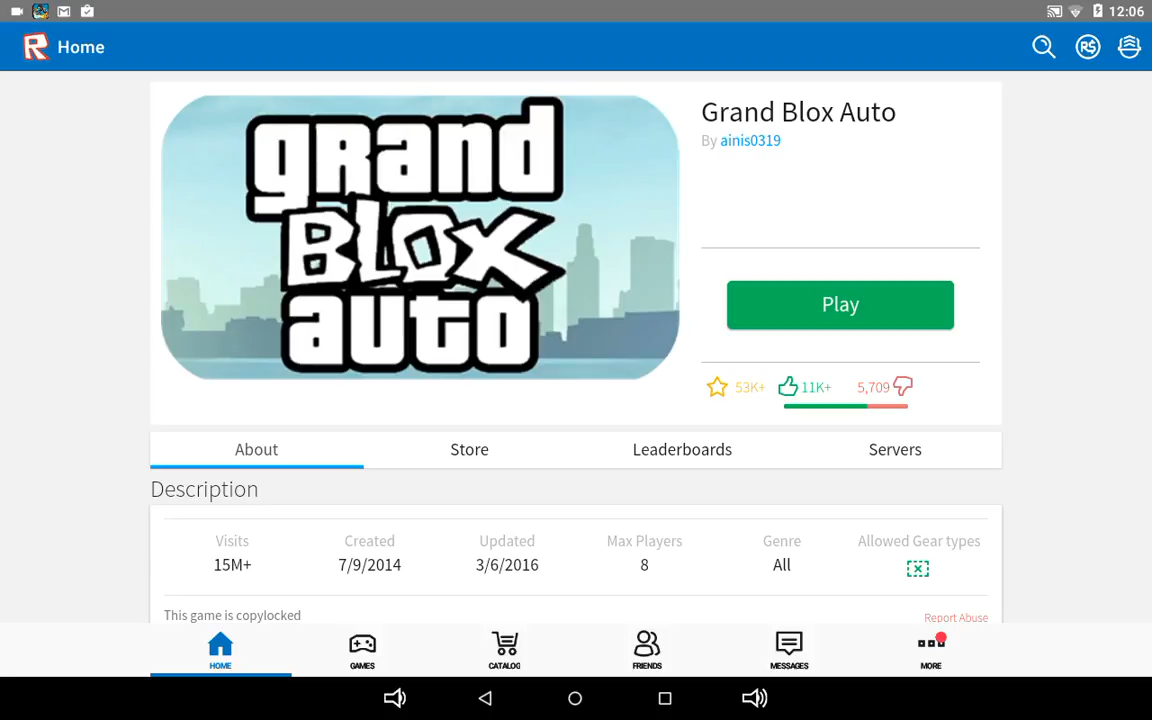 12:06
R Home
R$
grand
BLOX
auto
Grand Blox Auto
By ainis0319
Play
53K+ 11K+ 5,709
About Store Leaderboards Servers
Description
Visits Created Updated Max Players Genre Allowed Gear types
15M+ 7/9/2014 3/6/2016 8 All
This game is copylocked Report Abuse
HOME GAMES CATALOG FRIENDS MESSAGES MORE